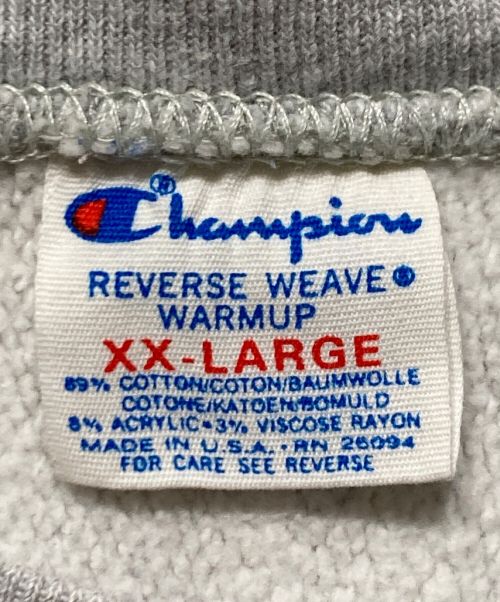 Champion®
REVERSE WEAVE®
WARMUP
XX-LARGE
89% COTTON/COTON/BAUMWOLLE
COTONE/KATOEN/BOMULD
8% ACRYLIC•3% VISCOSE RAYON
MADE IN U.S.A.•RN 26094
FOR CARE SEE REVERSE